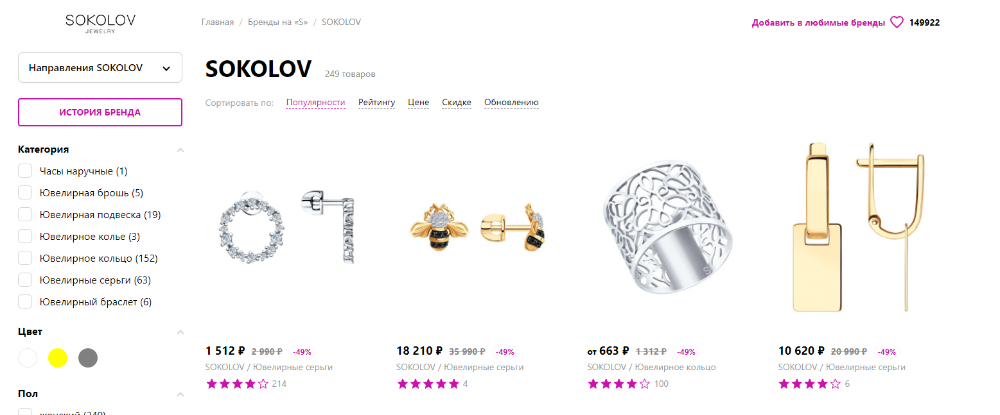 SOKOLOV
JEWELRY
Главная / Бренды на «S» / SOKOLOV
Добавить в любимые бренды 149922
Направления SOKOLOV
ИСТОРИЯ БРЕНДА
Категория
Часы наручные (1)
Ювелирная брошь (5)
Ювелирная подвеска (19)
Ювелирное колье (3)
Ювелирное кольцо (152)
Ювелирные серьги (63)
Ювелирный браслет (6)
Цвет
Пол
женский (249)
SOKOLOV 249 товаров
Сортировать по: Популярности Рейтингу Цене Скидке Обновлению
1 512 ₽ 2 990 ₽ -49%
SOKOLOV / Ювелирные серьги
214
18 210 ₽ 35 990 ₽ -49%
SOKOLOV / Ювелирные серьги
4
от 663 ₽ 1 312 ₽ -49%
SOKOLOV / Ювелирное кольцо
100
10 620 ₽ 20 990 ₽ -49%
SOKOLOV / Ювелирные серьги
6